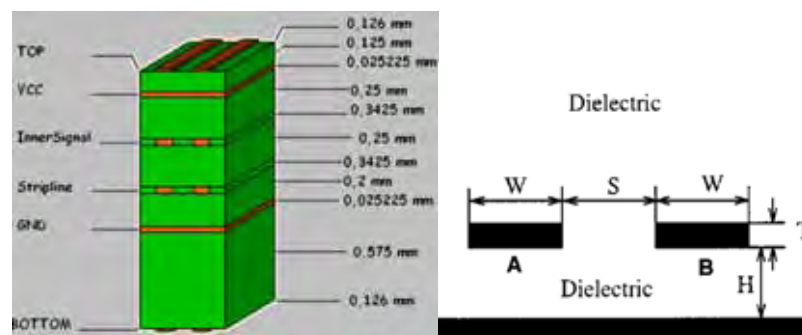 TOP
VCC
InnerSignal
Stripline
GND
BOTTOM
0,126 mm
0,125 mm
0,025225 mm
0,25 mm
0,3425 mm
0,25 mm
0,3425 mm
0,2 mm
0,025225 mm
0,575 mm
0,126 mm
Dielectric
W
S
W
T
A
B
H
Dielectric